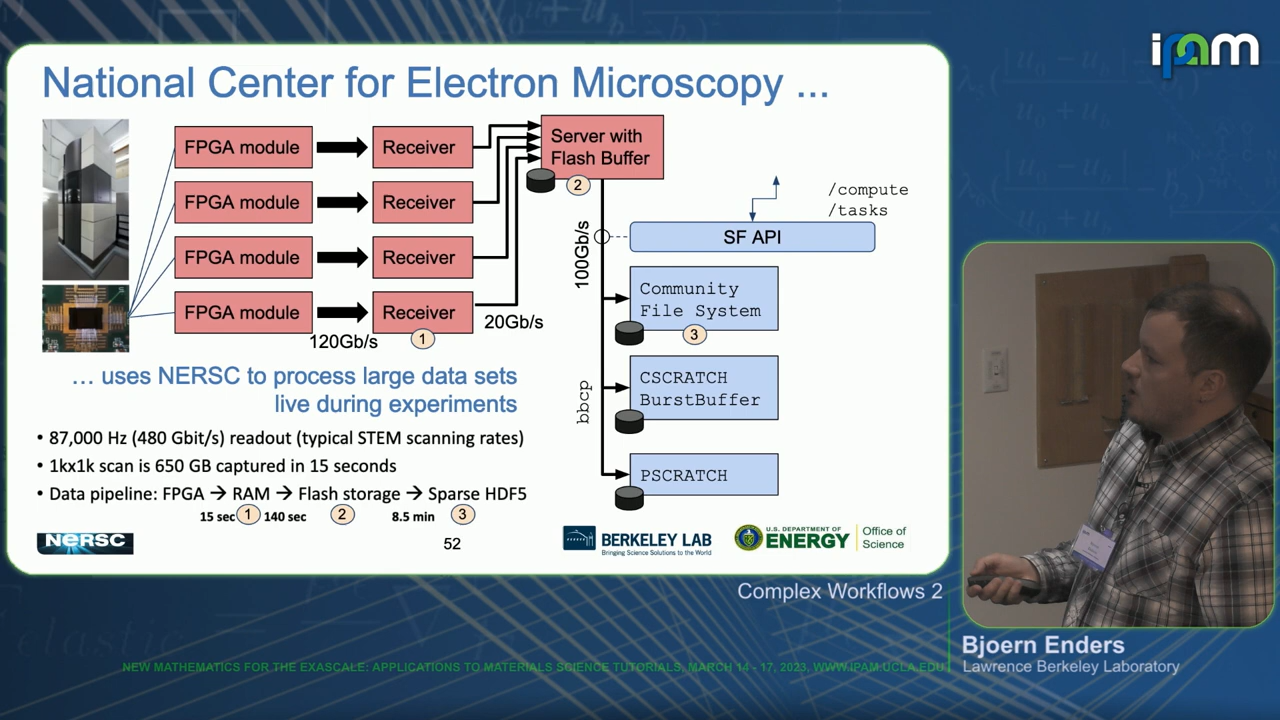 ipam
National Center for Electron Microscopy ...
FPGA module
Receiver
FPGA module
Receiver
FPGA module
Receiver
FPGA module
Receiver
120Gb/s
1
20Gb/s
Server with
Flash Buffer
2
100Gb/s
bbcp
/compute
/tasks
SF API
Community
File System
3
CSCRATCH
BurstBuffer
PSCRATCH
... uses NERSC to process large data sets
live during experiments
• 87,000 Hz (480 Gbit/s) readout (typical STEM scanning rates)
• 1kx1k scan is 650 GB captured in 15 seconds
• Data pipeline: FPGA → RAM → Flash storage → Sparse HDF5
15 sec 1 140 sec 2 8.5 min 3
NERSC
52
BERKELEY LAB
Bringing Science Solutions to the World
U.S. DEPARTMENT OF
ENERGY
Office of
Science
Complex Workflows 2
Bjoern Enders
Lawrence Berkeley Laboratory
NEW MATHEMATICS FOR THE EXASCALE: APPLICATIONS TO MATERIALS SCIENCE TUTORIALS, MARCH 14 - 17, 2023, WWW.IPAM.UCLA.EDU